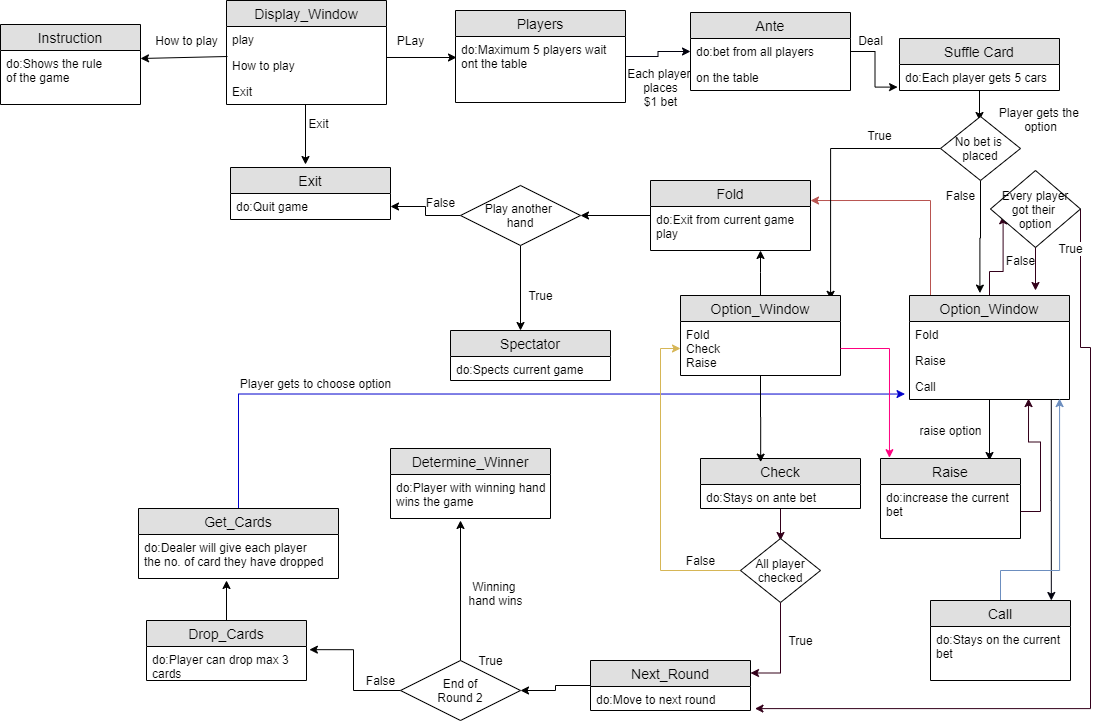 Display_Window
play
How to play
Exit
Instruction
do:Shows the rule
of the game
How to play
PLay
Players
do:Maximum 5 players wait
ont the table
Each player
places
$1 bet
Ante
do:bet from all players
on the table
Deal
Suffle Card
do:Each player gets 5 cars
Player gets the
option
No bet is
placed
True
False
Every player
got their
option
True
False
Exit
Exit
do:Quit game
False
Play another
hand
True
Fold
do:Exit from current game
play
Spectator
do:Spects current game
Option_Window
Fold
Check
Raise
Option_Window
Fold
Raise
Call
Player gets to choose option
raise option
Determine_Winner
do:Player with winning hand
wins the game
Check
do:Stays on ante bet
Raise
do:increase the current
bet
Get_Cards
do:Dealer will give each player
the no. of card they have dropped
False
All player
checked
True
Winning
hand wins
Call
do:Stays on the current
bet
Drop_Cards
do:Player can drop max 3
cards
False
True
End of
Round 2
Next_Round
do:Move to next round